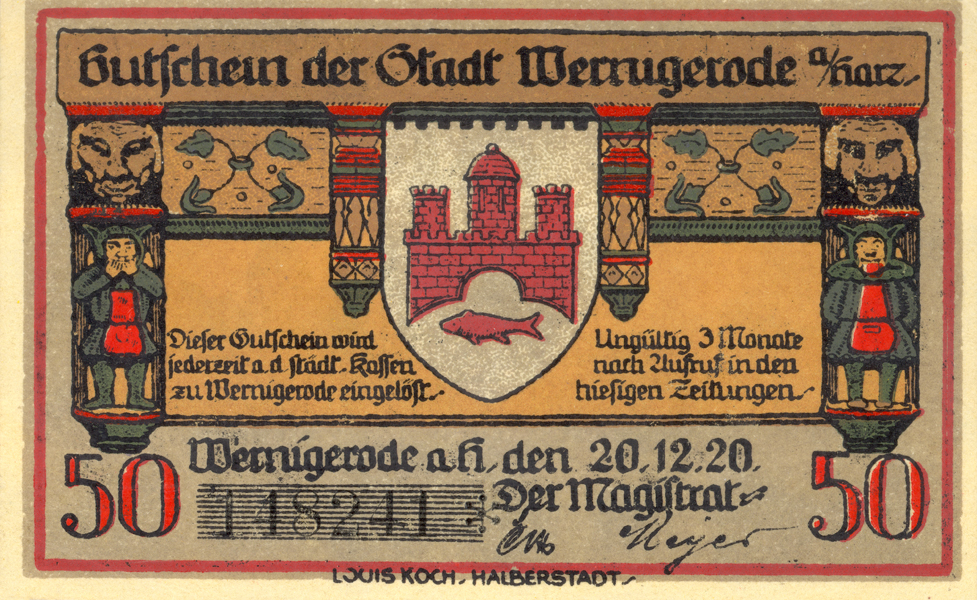 Gutschein der Stadt Wernigerode a/Harz.
Dieser Gutschein wird
jederzeit a. d. städt. Kassen
zu Wernigerode eingelöst.
Ungültig 3 Monate
nach Aufruf in den
hiesigen Zeitungen.
Wernigerode a. H., den 20.12.20.
50
148241
Der Magistrat
Meyer
50
LOUIS KOCH. HALBERSTADT.